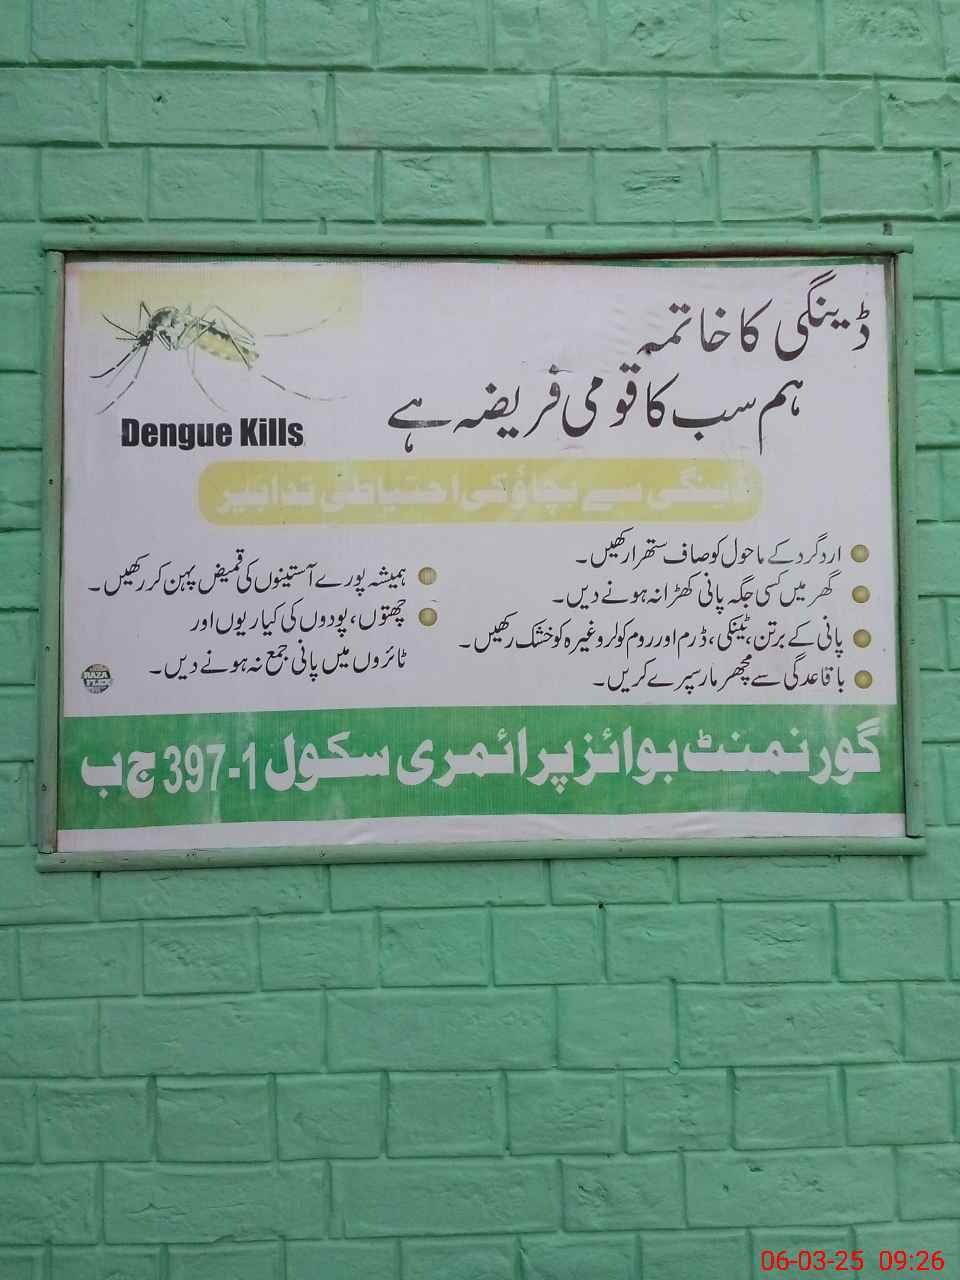 ڈینگی کا خاتمہ
ہم سب کا قومی فریضہ ہے
Dengue Kills
ڈینگی سے بچاؤ کی احتیاطی تدابیر
اردگرد کے ماحول کو صاف ستھرا رکھیں۔
گھر میں کسی جگہ پانی کھڑا نہ ہونے دیں۔
پانی کے برتن، ٹینکی، ڈرم اور روم کولر وغیرہ کو خشک رکھیں۔
باقاعدگی سے مچھر مار سپرے کریں۔
ہمیشہ پورے آستینوں کی قمیض پہن کر رکھیں۔
چھتوں، پودوں کی کیاریوں اور
ٹائروں میں پانی جمع نہ ہونے دیں۔
RAZA
FLEX
گورنمنٹ بوائز پرائمری سکول 1-397 ج ب
06-03-25 09:26